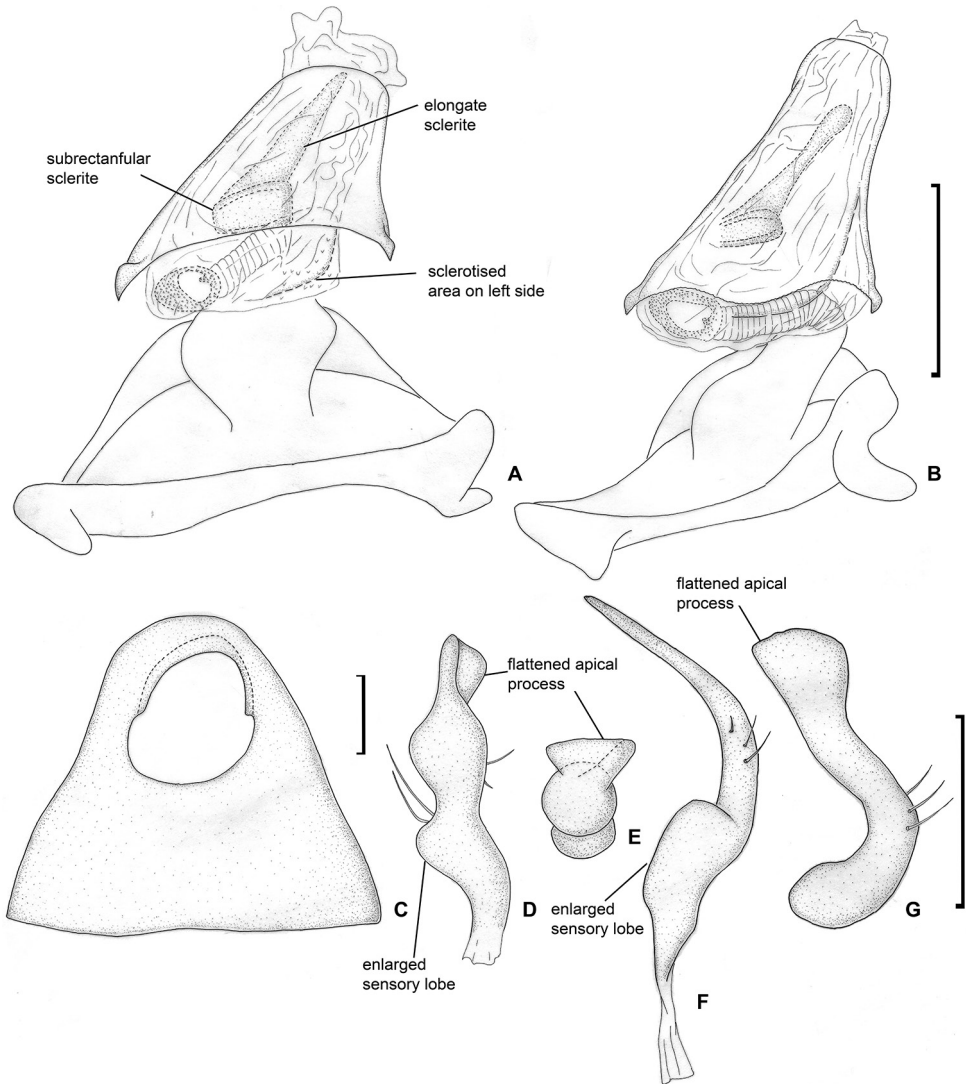 elongate
sclerite
subrectanfular
sclerite
sclerotised
area on left side
A
B
flattened apical
process
flattened apical
process
E
C
D
enlarged
sensory lobe
enlarged
sensory lobe
G
F